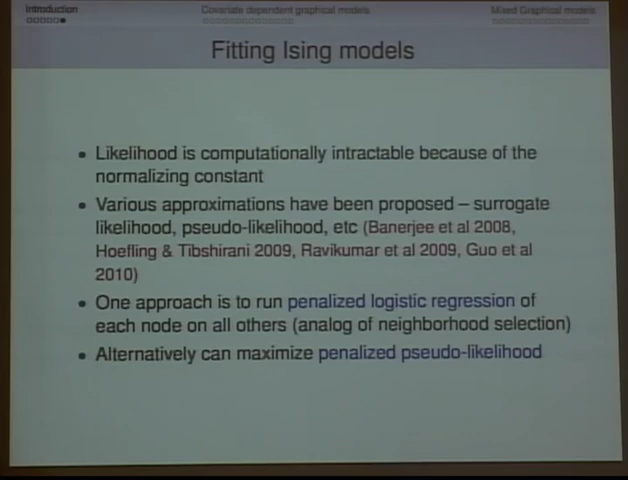 Introduction
Covariate dependent graphical models
Mixed Graphical models
Fitting Ising models
• Likelihood is computationally intractable because of the
normalizing constant
• Various approximations have been proposed – surrogate
likelihood, pseudo-likelihood, etc (Banerjee et al 2008,
Hoefling & Tibshirani 2009, Ravikumar et al 2009, Guo et al
2010)
• One approach is to run penalized logistic regression of
each node on all others (analog of neighborhood selection)
• Alternatively can maximize penalized pseudo-likelihood